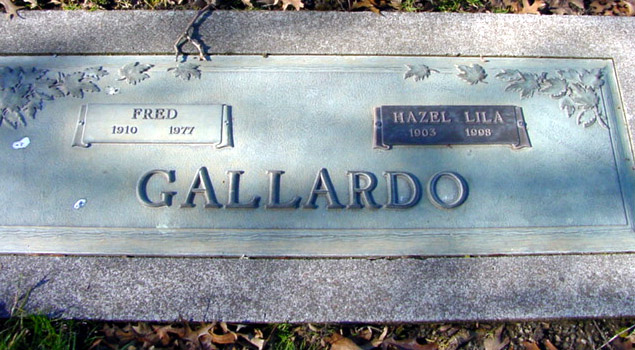 FRED
1910 1977
HAZEL LILA
1903 1998
GALLARDO